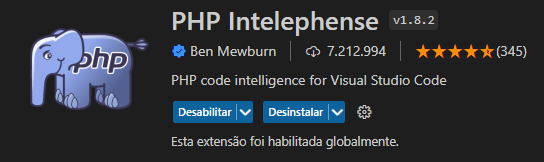 PHP Intelephense v1.8.2
Ben Mewburn 7.212.994 (345)
PHP code intelligence for Visual Studio Code
Desabilitar Desinstalar
Esta extensão foi habilitada globalmente.
php